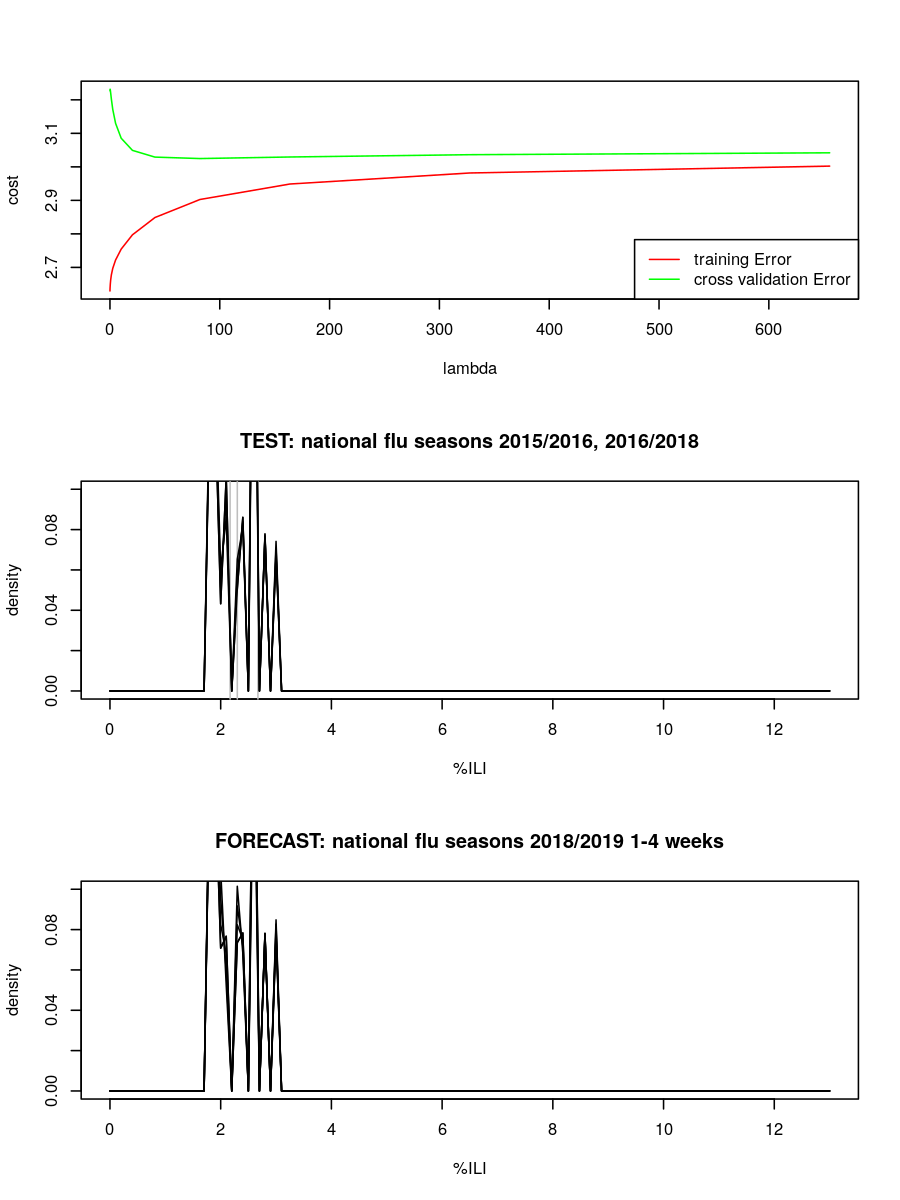 cost
3.1
2.9
2.7
training Error
cross validation Error
0 100 200 300 400 500 600
lambda
TEST: national flu seasons 2015/2016, 2016/2018
density
0.08
0.04
0.00
0 2 4 6 8 10 12
%ILI
FORECAST: national flu seasons 2018/2019 1-4 weeks
density
0.08
0.04
0.00
0 2 4 6 8 10 12
%ILI